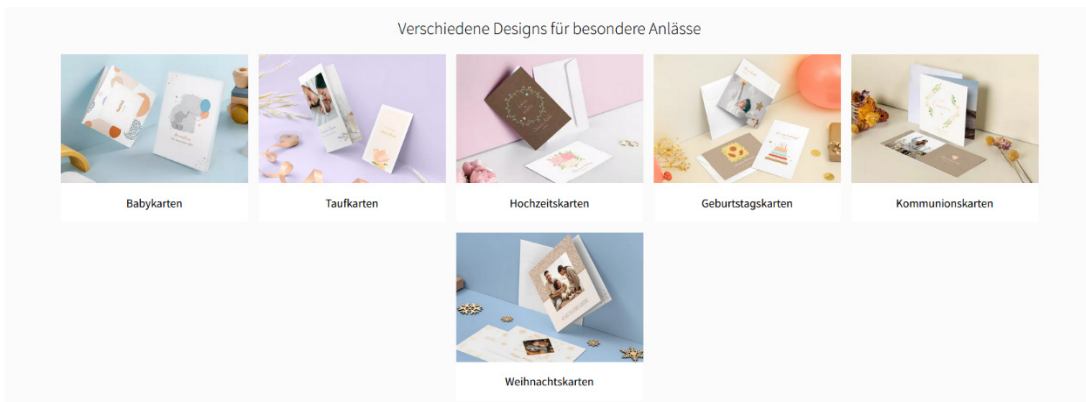 Verschiedene Designs für besondere Anlässe
Babykarten
Taufkarten
Hochzeitskarten
Geburtstagskarten
Kommunionskarten
Weihnachtskarten